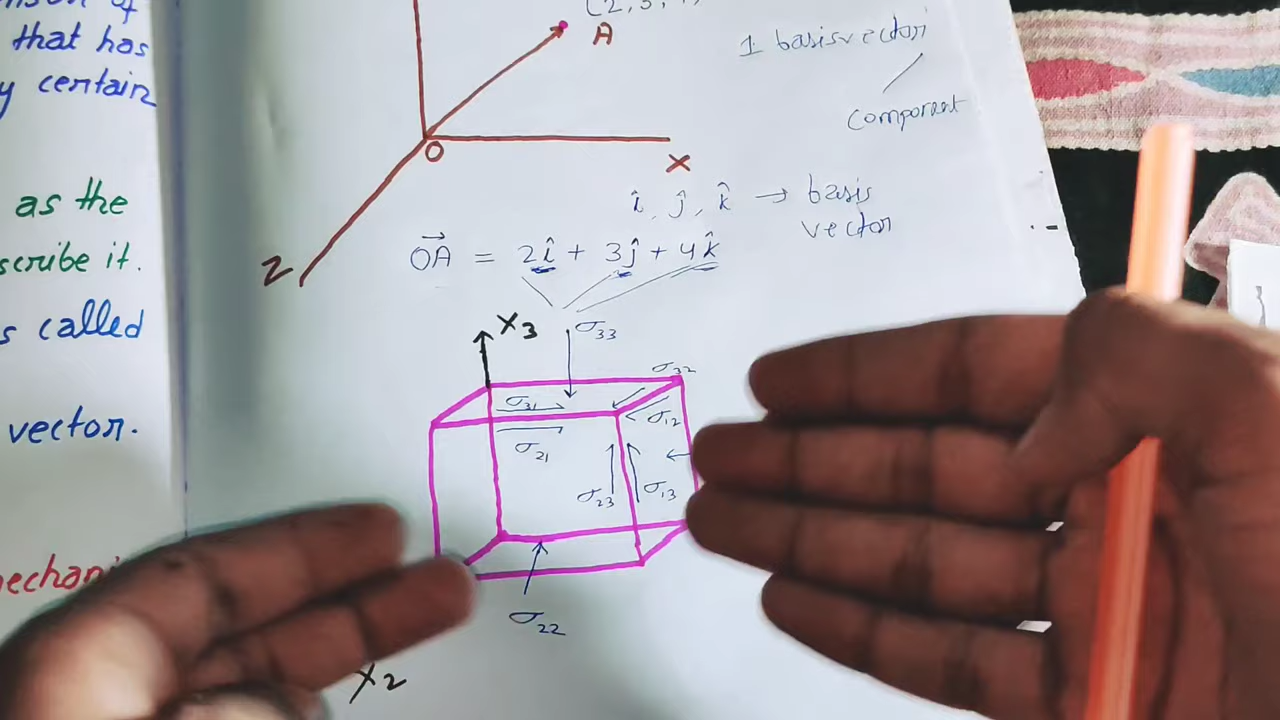 that has
y certain
as the
scribe it.
s called
vector.
mechani
A
O
X
Z
1 basis vector
component
î, ĵ, k̂ → basis
vector
OA = 2î + 3ĵ + 4k̂
X3
σ33
σ32
σ31
σ12
σ21
σ23
σ13
σ22
X2